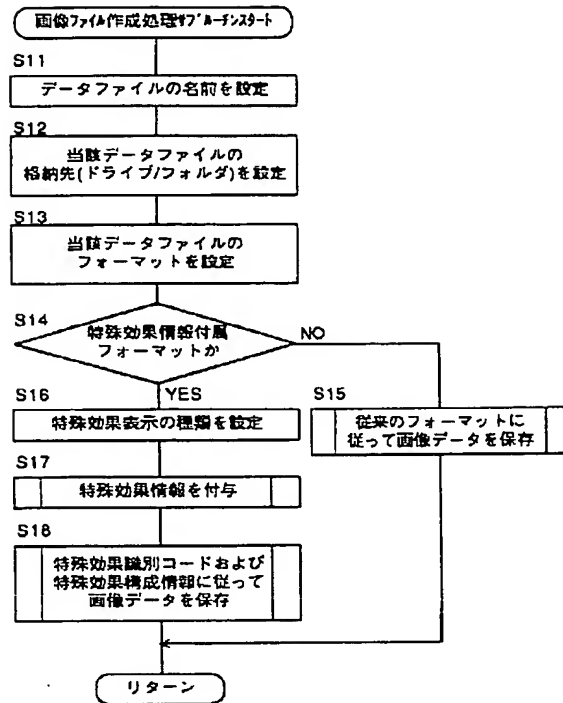 画像ファイル作成処理サブルーチンスタート
S11
データファイルの名前を設定
S12
当該データファイルの
格納先(ドライブ/フォルダ)を設定
S13
当該データファイルの
フォーマットを設定
S14
特殊効果情報付属
フォーマットか
NO
YES
S15
従来のフォーマットに
従って画像データを保存
S16
特殊効果表示の種類を設定
S17
特殊効果情報を付与
S18
特殊効果識別コードおよび
特殊効果構成情報に従って
画像データを保存
リターン